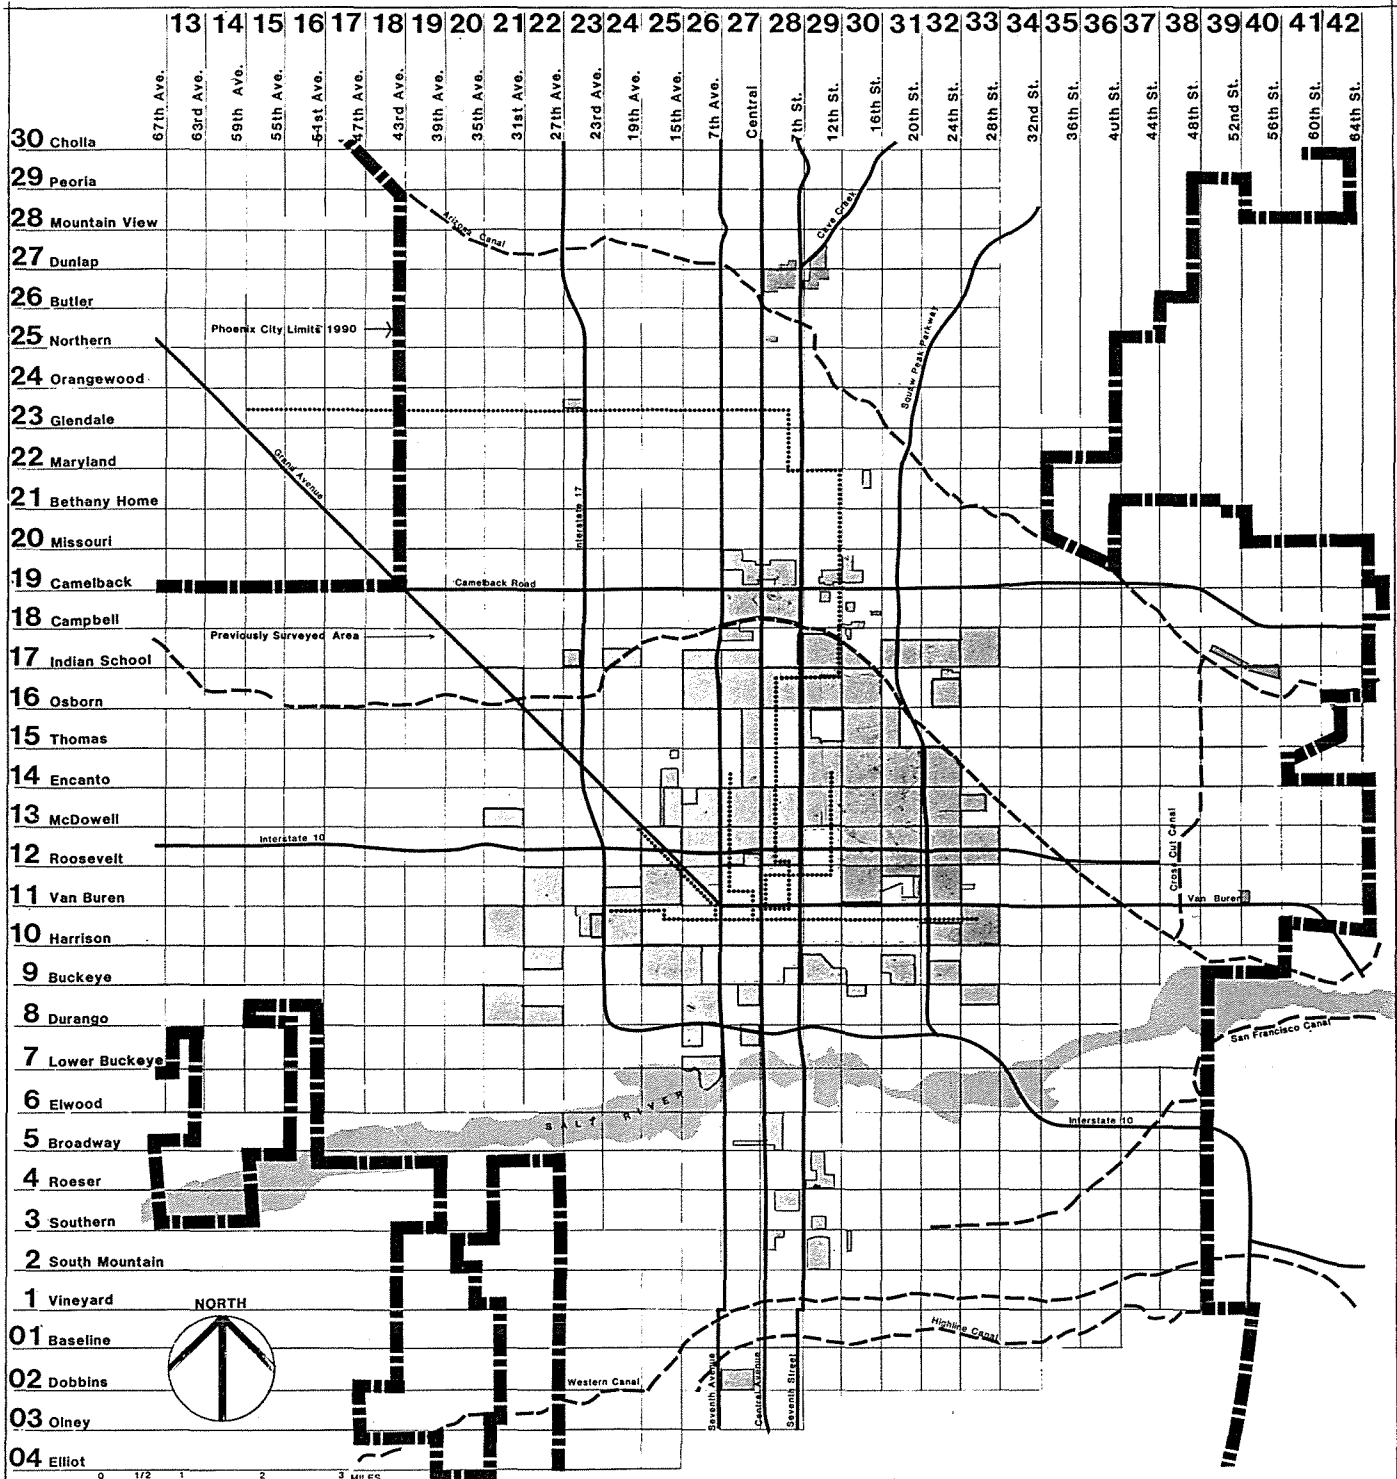 13 14 15 16 17 18 19 20 21 22 23 24 25 26 27 28 29 30 31 32 33 34 35 36 37 38 39 40 41 42
67th Ave. 63rd Ave. 59th Ave. 55th Ave. 51st Ave. 47th Ave. 43rd Ave. 39th Ave. 35th Ave. 31st Ave. 27th Ave. 23rd Ave. 19th Ave. 15th Ave. 7th Ave. Central 7th St. 12th St. 16th St. 20th St. 24th St. 28th St. 32nd St. 36th St. 40th St. 44th St. 48th St. 52nd St. 56th St. 60th St. 64th St.
30 Cholla
29 Peoria
28 Mountain View
Arizona Canal
Cave Creek
27 Dunlap
26 Butler
Phoenix City Limits 1990
25 Northern
Squaw Peak Parkway
24 Orangewood
23 Glendale
22 Maryland
Grand Avenue
21 Bethany Home
Interstate 17
20 Missouri
19 Camelback
Camelback Road
18 Campbell
Previously Surveyed Area
17 Indian School
16 Osborn
15 Thomas
14 Encanto
13 McDowell
Interstate 10
12 Roosevelt
Cross Cut Canal
11 Van Buren
Van Buren
10 Harrison
9 Buckeye
8 Durango
San Francisco Canal
7 Lower Buckeye
6 Elwood
SALT RIVER
Interstate 10
5 Broadway
4 Roeser
3 Southern
2 South Mountain
1 Vineyard
NORTH
Highline Canal
01 Baseline
02 Dobbins
Western Canal
Seventh Avenue
Central Avenue
Seventh Street
03 Olney
04 Elliot
0 1/2 1 2 3 MILES